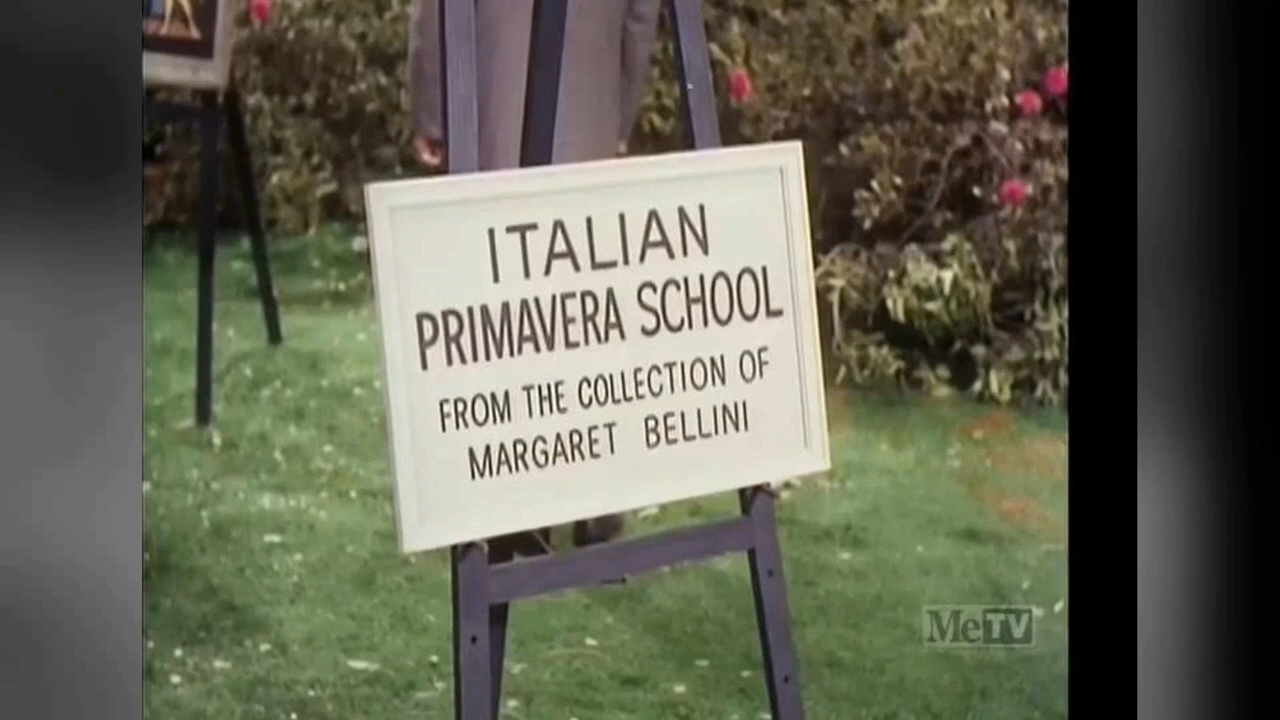 ITALIAN
PRIMAVERA SCHOOL
FROM THE COLLECTION OF
MARGARET BELLINI
MeTV